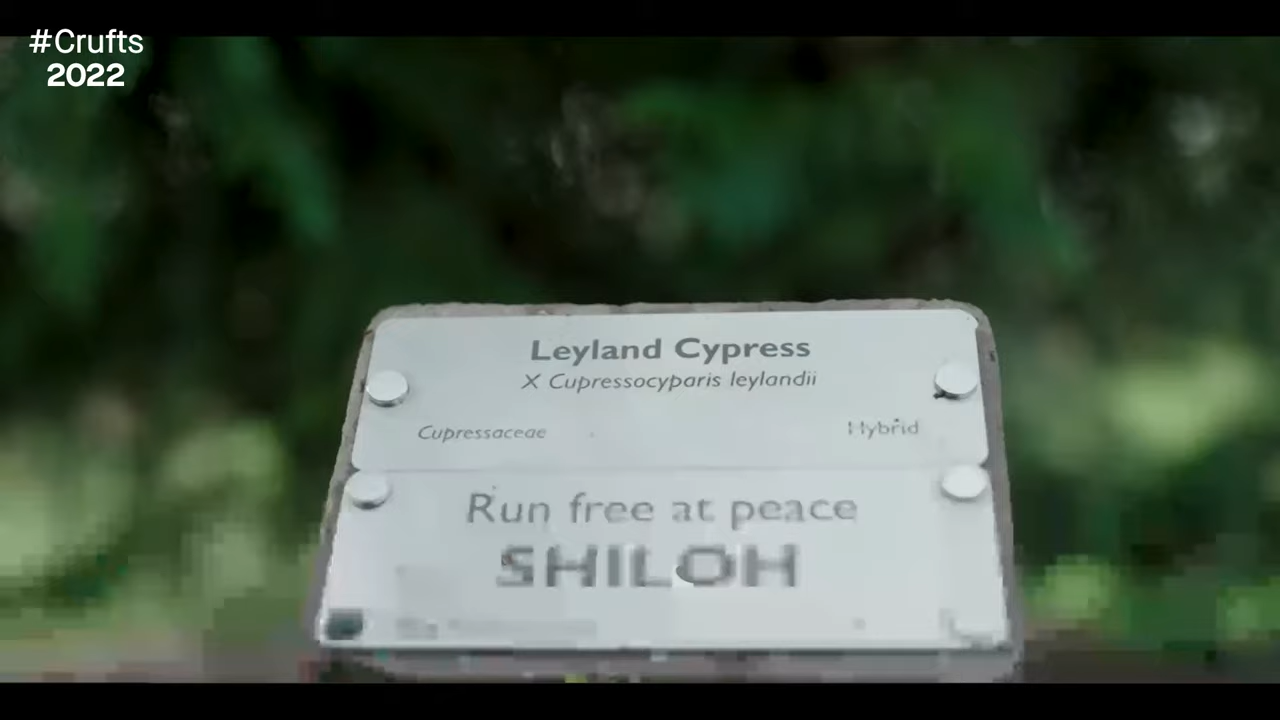 #Crufts
2022
Leyland Cypress
X Cupressocyparis leylandii
Cupressaceae Hybrid
Run free at peace
SHILOH